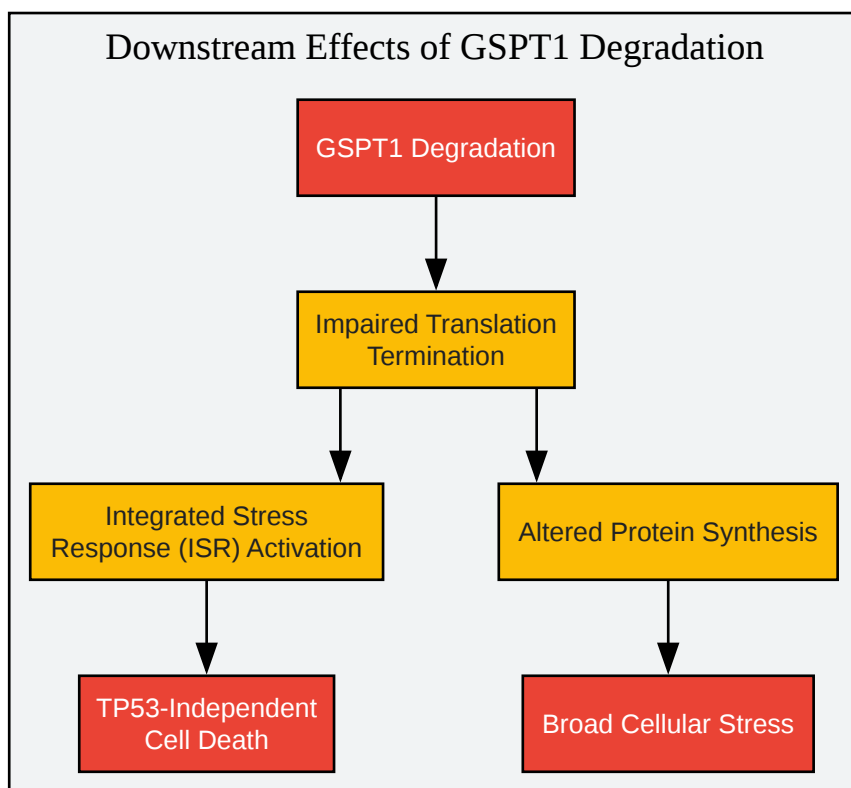 Downstream Effects of GSPT1 Degradation
GSPT1 Degradation
Impaired Translation
Termination
Integrated Stress
Response (ISR) Activation
Altered Protein Synthesis
TP53-Independent
Cell Death
Broad Cellular Stress